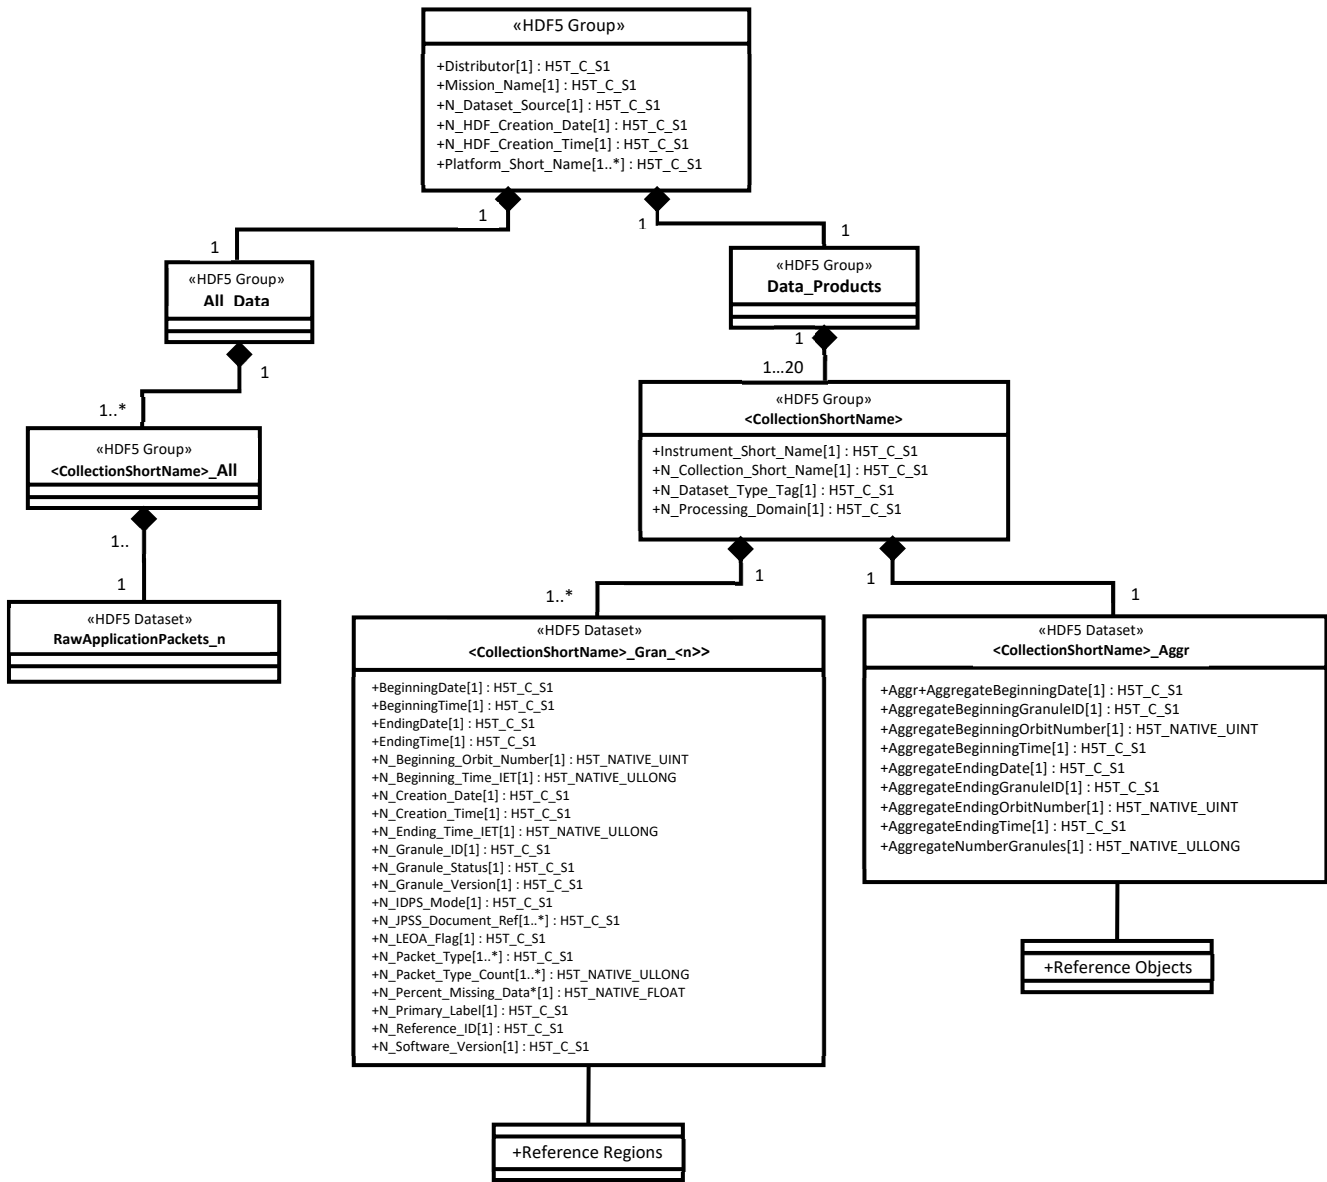 «HDF5 Group»
+Distributor[1] : H5T_C_S1
+Mission_Name[1] : H5T_C_S1
+N_Dataset_Source[1] : H5T_C_S1
+N_HDF_Creation_Date[1] : H5T_C_S1
+N_HDF_Creation_Time[1] : H5T_C_S1
+Platform_Short_Name[1..*] : H5T_C_S1
1
1
1
1
«HDF5 Group»
All_Data
«HDF5 Group»
Data_Products
1
1
1...20
1..*
«HDF5 Group»
<CollectionShortName>_All
«HDF5 Group»
<CollectionShortName>
+Instrument_Short_Name[1] : H5T_C_S1
+N_Collection_Short_Name[1] : H5T_C_S1
+N_Dataset_Type_Tag[1] : H5T_C_S1
+N_Processing_Domain[1] : H5T_C_S1
1..
1
1
1
1..*
1
«HDF5 Dataset»
RawApplicationPackets_n
«HDF5 Dataset»
<CollectionShortName>_Gran_<n>>
+BeginningDate[1] : H5T_C_S1
+BeginningTime[1] : H5T_C_S1
+EndingDate[1] : H5T_C_S1
+EndingTime[1] : H5T_C_S1
+N_Beginning_Orbit_Number[1] : H5T_NATIVE_UINT
+N_Beginning_Time_IET[1] : H5T_NATIVE_ULLONG
+N_Creation_Date[1] : H5T_C_S1
+N_Creation_Time[1] : H5T_C_S1
+N_Ending_Time_IET[1] : H5T_NATIVE_ULLONG
+N_Granule_ID[1] : H5T_C_S1
+N_Granule_Status[1] : H5T_C_S1
+N_Granule_Version[1] : H5T_C_S1
+N_IDPS_Mode[1] : H5T_C_S1
+N_JPSS_Document_Ref[1..*] : H5T_C_S1
+N_LEOA_Flag[1] : H5T_C_S1
+N_Packet_Type[1..*] : H5T_C_S1
+N_Packet_Type_Count[1..*] : H5T_NATIVE_ULLONG
+N_Percent_Missing_Data*[1] : H5T_NATIVE_FLOAT
+N_Primary_Label[1] : H5T_C_S1
+N_Reference_ID[1] : H5T_C_S1
+N_Software_Version[1] : H5T_C_S1
«HDF5 Dataset»
<CollectionShortName>_Aggr
+Aggr+AggregateBeginningDate[1] : H5T_C_S1
+AggregateBeginningGranuleID[1] : H5T_C_S1
+AggregateBeginningOrbitNumber[1] : H5T_NATIVE_UINT
+AggregateBeginningTime[1] : H5T_C_S1
+AggregateEndingDate[1] : H5T_C_S1
+AggregateEndingGranuleID[1] : H5T_C_S1
+AggregateEndingOrbitNumber[1] : H5T_NATIVE_UINT
+AggregateEndingTime[1] : H5T_C_S1
+AggregateNumberGranules[1] : H5T_NATIVE_ULLONG
+Reference Objects
+Reference Regions